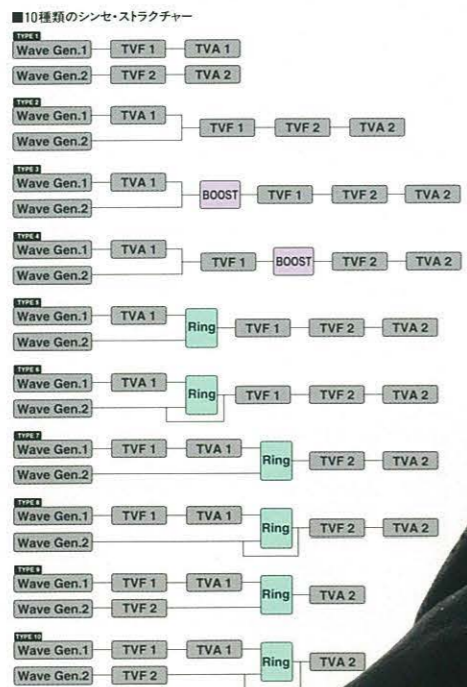 ■10種類のシンセ・ストラクチャー
TYPE 1
Wave Gen.1 TVF 1 TVA 1
Wave Gen.2 TVF 2 TVA 2
TYPE 2
Wave Gen.1 TVA 1
Wave Gen.2 TVF 1 TVF 2 TVA 2
TYPE 3
Wave Gen.1 TVA 1
BOOST TVF 1 TVF 2 TVA 2
Wave Gen.2
TYPE 4
Wave Gen.1 TVA 1
TVF 1 BOOST TVF 2 TVA 2
Wave Gen.2
TYPE 5
Wave Gen.1 TVA 1
Ring TVF 1 TVF 2 TVA 2
Wave Gen.2
TYPE 6
Wave Gen.1 TVA 1
Ring TVF 1 TVF 2 TVA 2
Wave Gen.2
TYPE 7
Wave Gen.1 TVF 1 TVA 1
Ring TVF 2 TVA 2
Wave Gen.2
TYPE 8
Wave Gen.1 TVF 1 TVA 1
Ring TVF 2 TVA 2
Wave Gen.2
TYPE 9
Wave Gen.1 TVF 1 TVA 1
Ring TVA 2
Wave Gen.2 TVF 2
TYPE 10
Wave Gen.1 TVF 1 TVA 1
Ring TVA 2
Wave Gen.2 TVF 2